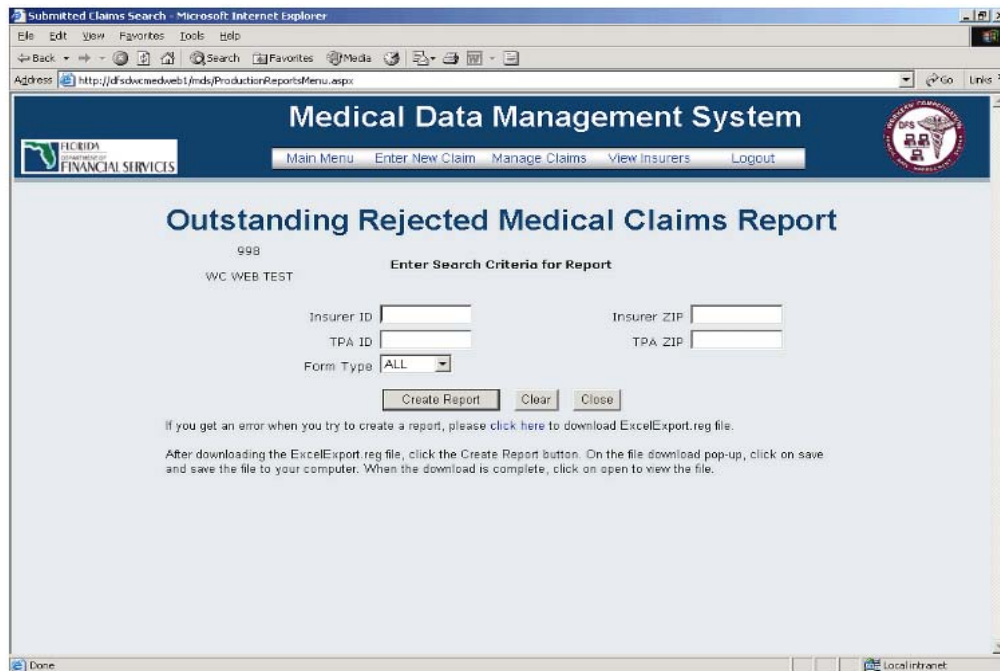 Submitted Claims Search - Microsoft Internet Explorer
File Edit View Favorites Tools Help
Back Search Favorites Media
Address http://dfsdwcmedweb1/mds/ProductionReportsMenu.aspx Go Links
Medical Data Management System
FLORIDA
DEPARTMENT OF
FINANCIAL SERVICES
Main Menu Enter New Claim Manage Claims View Insurers Logout
DFS
Outstanding Rejected Medical Claims Report
998
WC WEB TEST
Enter Search Criteria for Report
Insurer ID Insurer ZIP
TPA ID TPA ZIP
Form Type ALL
Create Report Clear Close
If you get an error when you try to create a report, please click here to download ExcelExport.reg file.
After downloading the ExcelExport.reg file, click the Create Report button. On the file download pop-up, click on save
and save the file to your computer. When the download is complete, click on open to view the file.
Done Local intranet